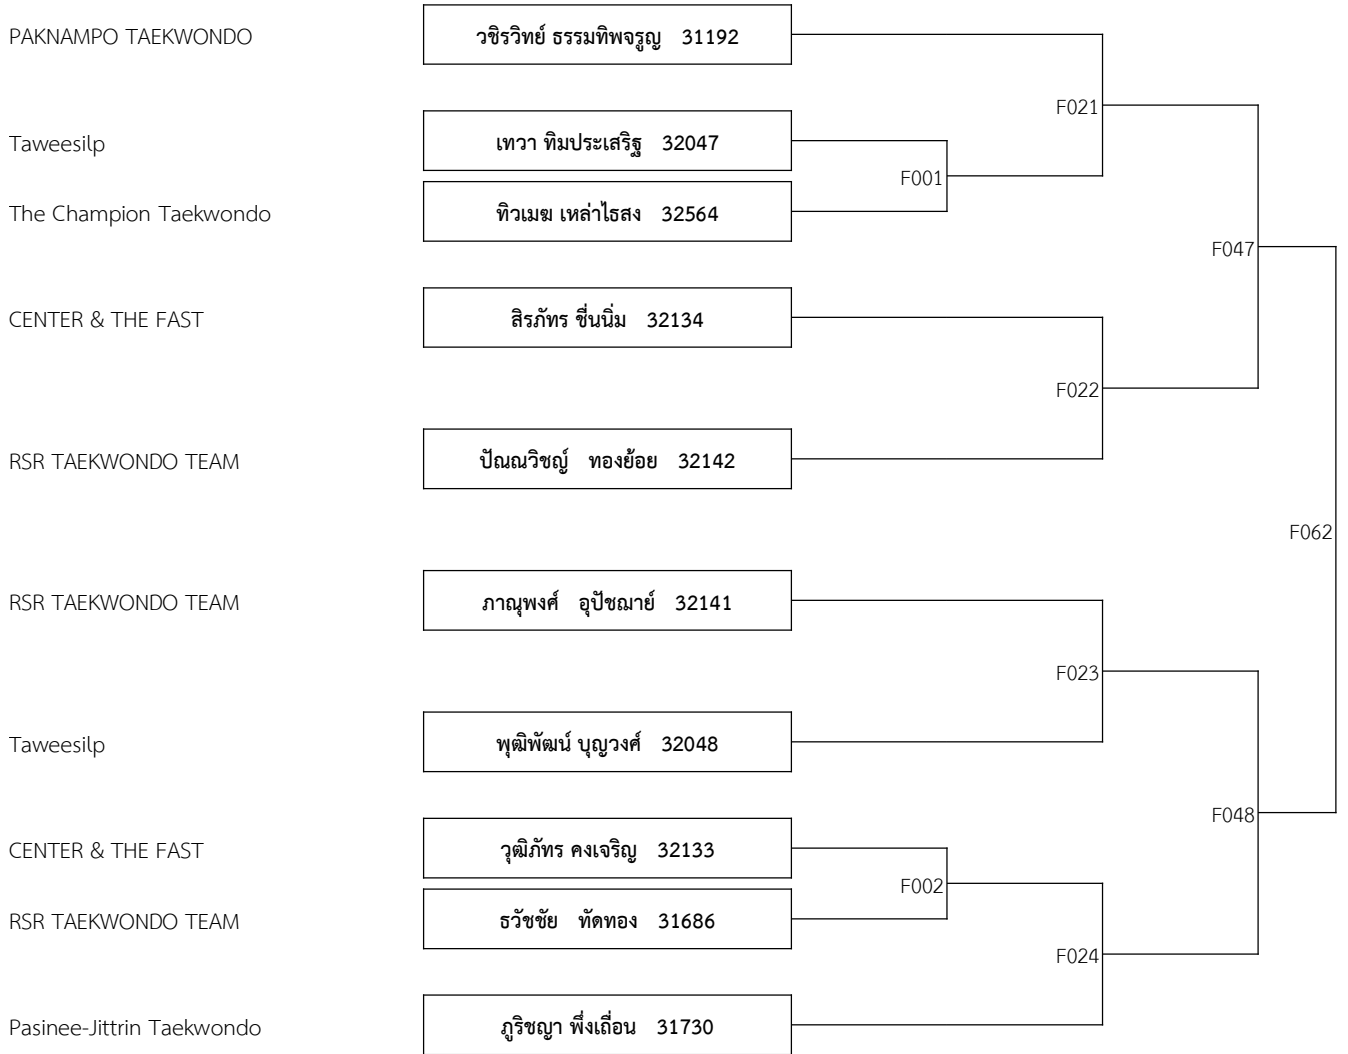 PAKNAMPO TAEKWONDO วชิรวิทย์ ธรรมทิพจรูญ 31192
F021
Taweesilp เทวา ทิมประเสริฐ 32047
F001
The Champion Taekwondo ทิวเมฆ เหล่าไธสง 32564
F047
CENTER & THE FAST สิรภัทร ชื่นนิ่ม 32134
F022
RSR TAEKWONDO TEAM ปัณณวิชญ์ ทองย้อย 32142
F062
RSR TAEKWONDO TEAM ภาณุพงศ์ อุปัชฌาย์ 32141
F023
Taweesilp พุฒิพัฒน์ บุญวงศ์ 32048
F048
CENTER & THE FAST วุฒิภัทร คงเจริญ 32133
F002
RSR TAEKWONDO TEAM ธวัชชัย ทัดทอง 31686
F024
Pasinee-Jittrin Taekwondo ภูริชญา พึ่งเถื่อน 31730